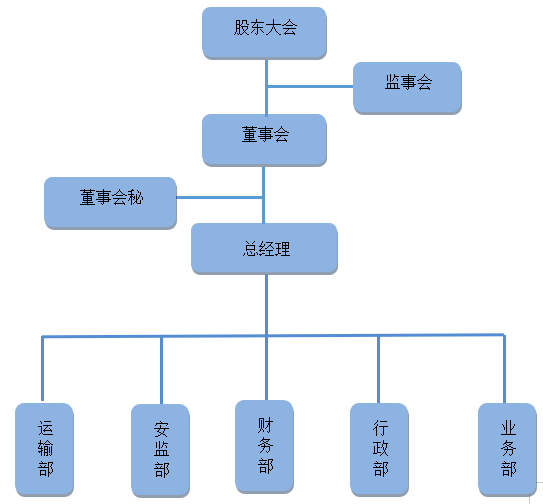 股东大会
监事会
董事会
董事会秘
总经理
运输部
安监部
财务部
行政部
业务部